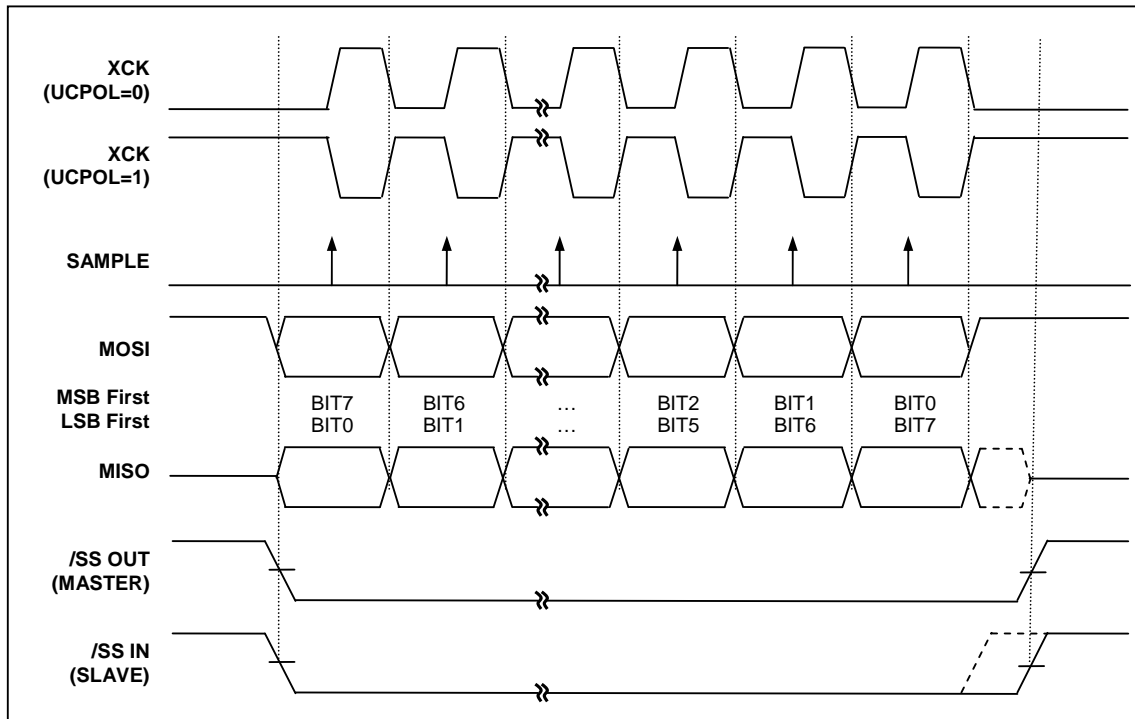 XCK
(UCPOL=0)
XCK
(UCPOL=1)
SAMPLE
MOSI
MSB First
LSB First
BIT7
BIT0
BIT6
BIT1
…
…
BIT2
BIT5
BIT1
BIT6
BIT0
BIT7
MISO
/SS OUT
(MASTER)
/SS IN
(SLAVE)